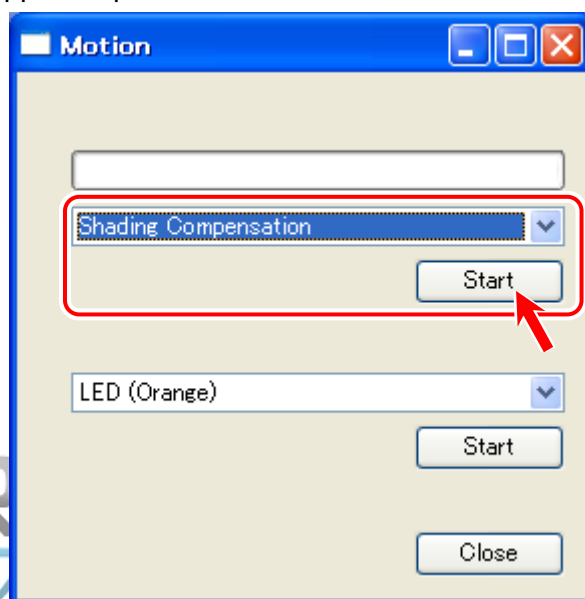 Motion
Shading Compensation
Start
LED (Orange)
Start
Close